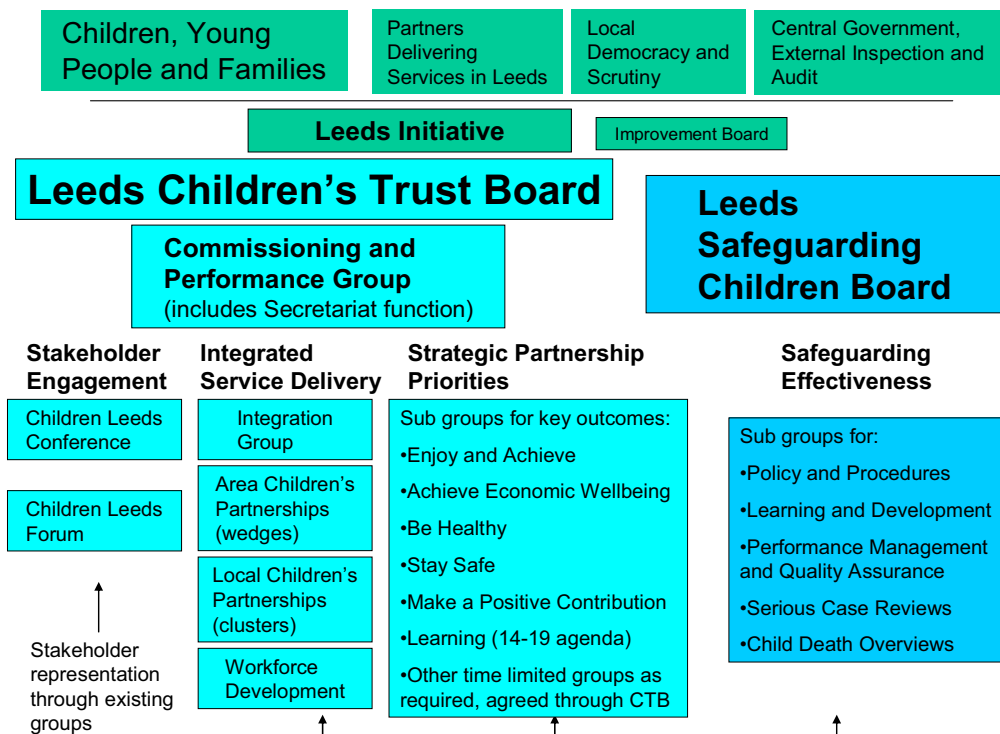 Children, Young
People and Families
Partners
Delivering
Services in Leeds
Local
Democracy and
Scrutiny
Central Government,
External Inspection and
Audit
Leeds Initiative
Improvement Board
Leeds Children’s Trust Board
Leeds
Safeguarding
Children Board
Commissioning and
Performance Group
(includes Secretariat function)
Stakeholder
Engagement
Children Leeds
Conference
Children Leeds
Forum
Stakeholder
representation
through existing
groups
Integrated
Service Delivery
Integration
Group
Area Children’s
Partnerships
(wedges)
Local Children’s
Partnerships
(clusters)
Workforce
Development
Strategic Partnership
Priorities
Sub groups for key outcomes:
•Enjoy and Achieve
•Achieve Economic Wellbeing
•Be Healthy
•Stay Safe
•Make a Positive Contribution
•Learning (14-19 agenda)
•Other time limited groups as
required, agreed through CTB
Safeguarding
Effectiveness
Sub groups for:
•Policy and Procedures
•Learning and Development
•Performance Management
and Quality Assurance
•Serious Case Reviews
•Child Death Overviews